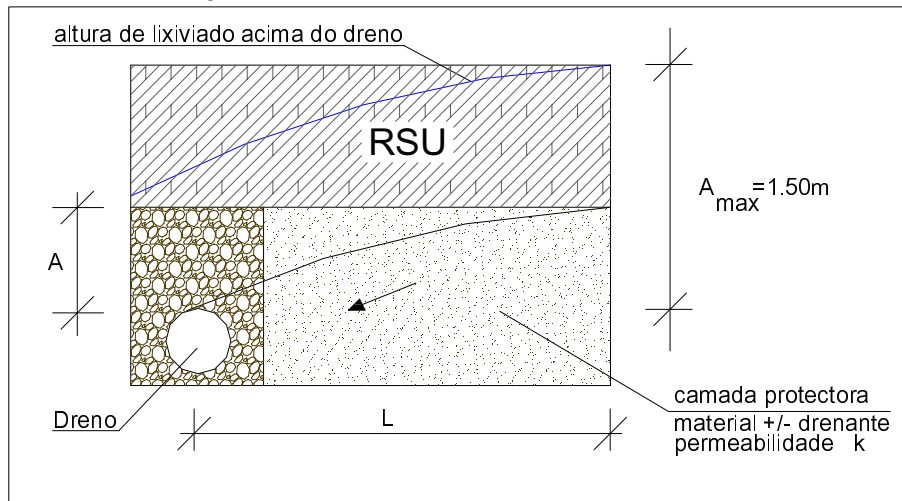 altura de lixiviado acima do dreno
RSU
A max =1.50m
A
Dreno
L
camada protectora
material +/- drenante
permeabilidade k